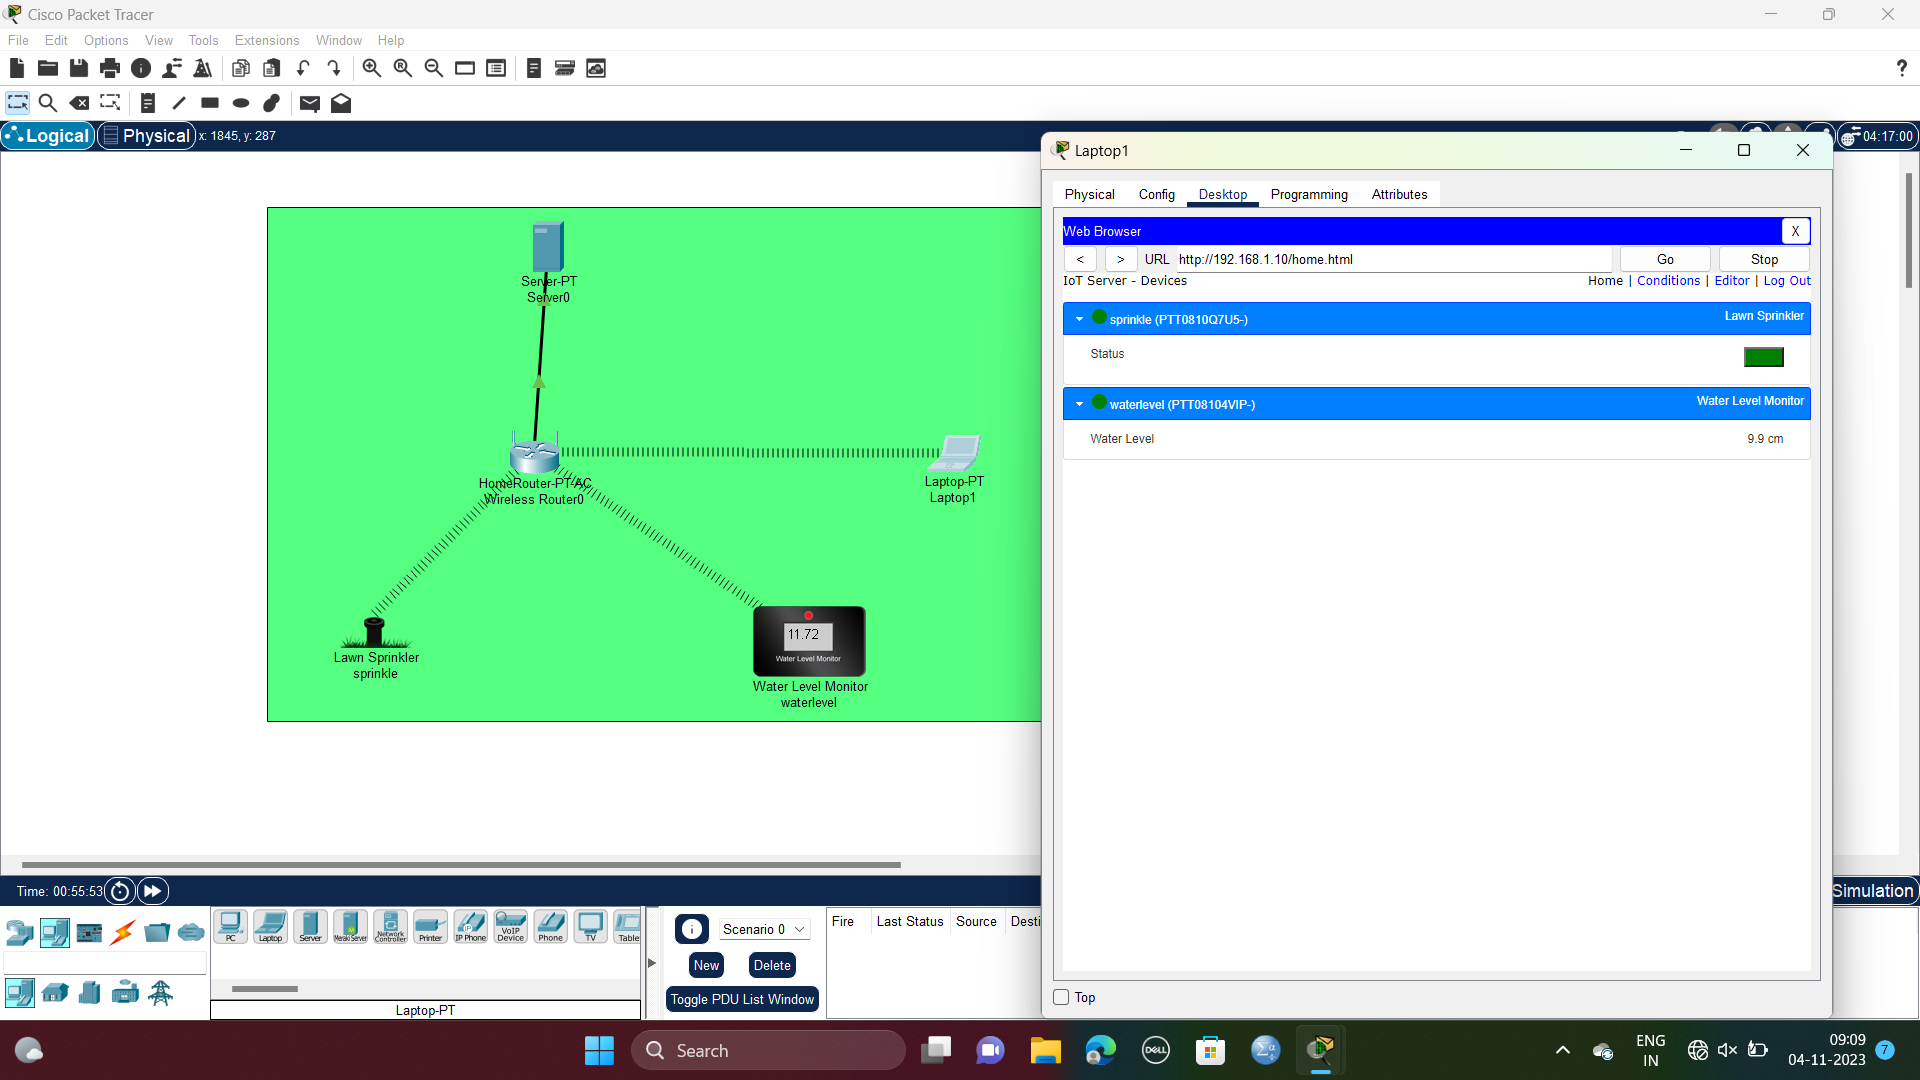 Cisco Packet Tracer
File Edit Options View Tools Extensions Window Help
?
Logical Physical x: 1845, y: 287
04:17:00
Server-PT
Server0
HomeRouter-PT-AC
Wireless Router0
Laptop-PT
Laptop1
Lawn Sprinkler
sprinkle
11.72
Water Level Monitor
Water Level Monitor
waterlevel
Laptop1
Physical Config Desktop Programming Attributes
Web Browser X
< > URL http://192.168.1.10/home.html Go Stop
IoT Server - Devices Home | Conditions | Editor | Log Out
sprinkle (PTT0810Q7U5-) Lawn Sprinkler
Status
waterlevel (PTT08104VIP-) Water Level Monitor
Water Level 9.9 cm
Top
Time: 00:55:53
Simulation
PC Laptop Server Meraki Server Network Controller Printer IP Phone VoIP Device Phone TV Table
Laptop-PT
Scenario 0
New Delete
Toggle PDU List Window
Fire Last Status Source Desti
Search
DELL
ENG
IN
09:09
04-11-2023
7